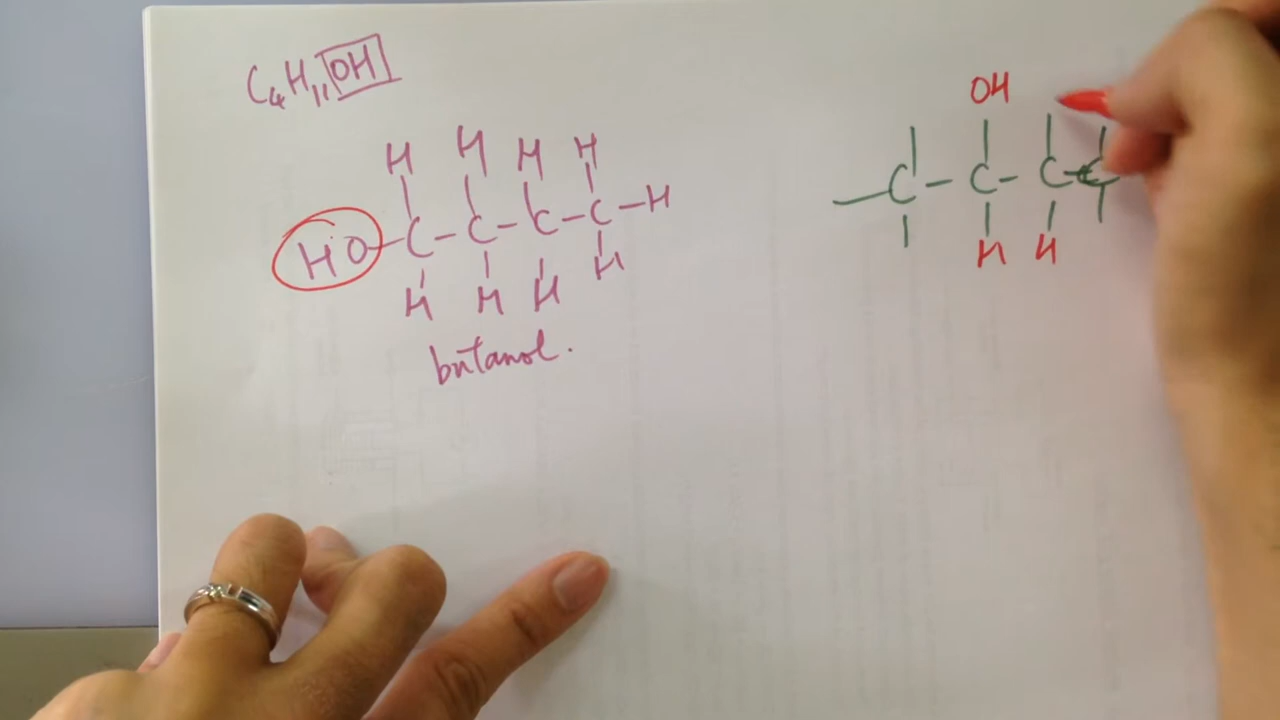 C₄H₁₁OH
H H H H
HO-C-C-C-C-H
H H H H
butanol.
OH
-C-C-C-C
H H